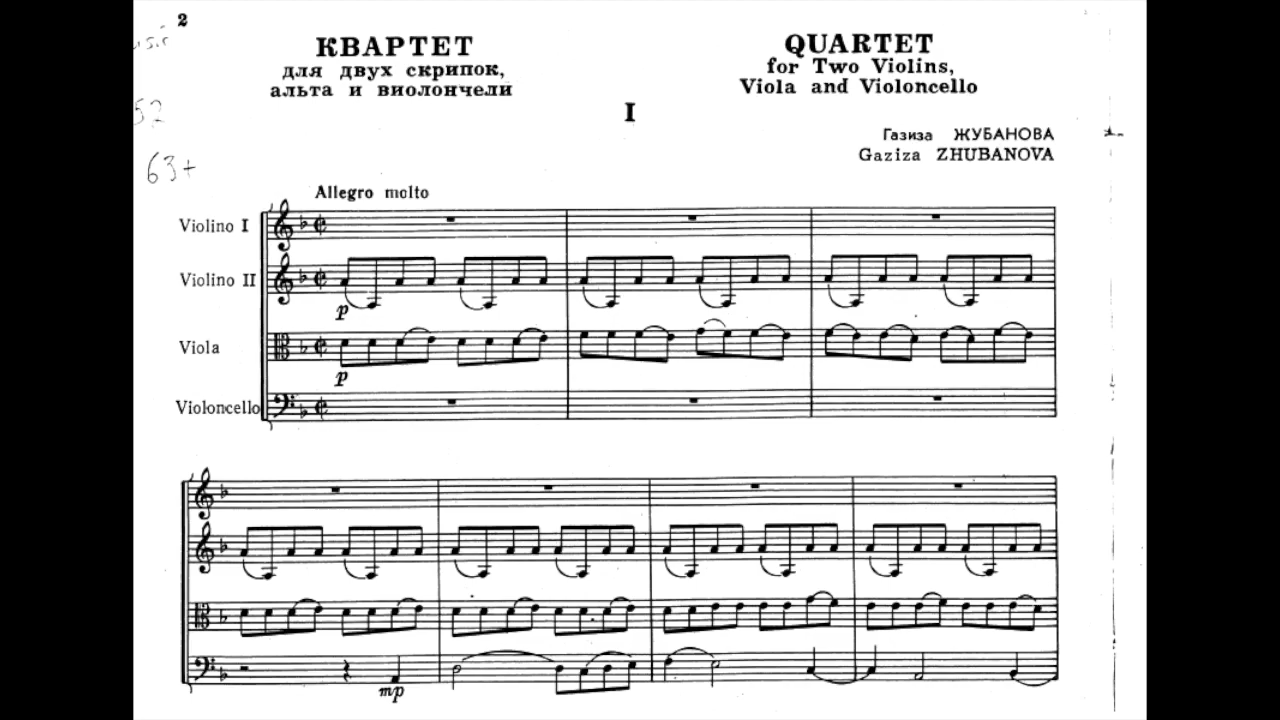 2
КВАРТЕТ
для двух скрипок,
альта и виолончели
QUARTET
for Two Violins,
Viola and Violoncello
I
Газиза ЖУБАНОВА
Gaziza ZHUBANOVA
52
63+
Allegro molto
Violino I
Violino II
p
Viola
p
Violoncello
mp